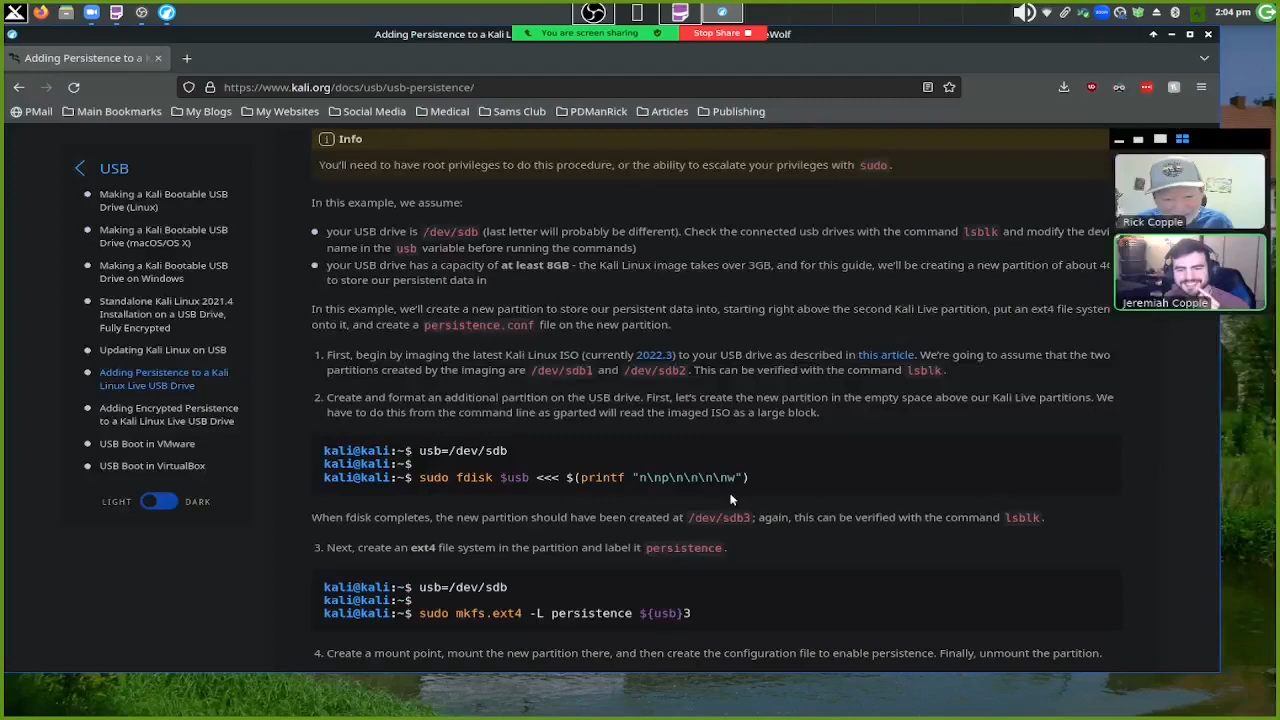 2:04 pm
Adding Persistence to a Kali L
You are screen sharing
Stop Share
eWolf
Adding Persistence to a
https://www.kali.org/docs/usb/usb-persistence/
PMail
Main Bookmarks
My Blogs
My Websites
Social Media
Medical
Sams Club
PDManRick
Articles
Publishing
USB
Making a Kali Bootable USB
Drive (Linux)
Making a Kali Bootable USB
Drive (macOS/OS X)
Making a Kali Bootable USB
Drive on Windows
Standalone Kali Linux 2021.4
Installation on a USB Drive,
Fully Encrypted
Updating Kali Linux on USB
Adding Persistence to a Kali
Linux Live USB Drive
Adding Encrypted Persistence
to a Kali Linux Live USB Drive
USB Boot in VMware
USB Boot in VirtualBox
LIGHT DARK
Info
You'll need to have root privileges to do this procedure, or the ability to escalate your privileges with sudo.
In this example, we assume:
your USB drive is /dev/sdb (last letter will probably be different). Check the connected usb drives with the command lsblk and modify the devi
name in the usb variable before running the commands)
your USB drive has a capacity of at least 8GB - the Kali Linux image takes over 3GB, and for this guide, we'll be creating a new partition of about 4G
to store our persistent data in
In this example, we'll create a new partition to store our persistent data into, starting right above the second Kali Live partition, put an ext4 file system
onto it, and create a persistence.conf file on the new partition.
1. First, begin by imaging the latest Kali Linux ISO (currently 2022.3) to your USB drive as described in this article. We're going to assume that the two
partitions created by the imaging are /dev/sdb1 and /dev/sdb2. This can be verified with the command lsblk.
2. Create and format an additional partition on the USB drive. First, let's create the new partition in the empty space above our Kali Live partitions. We
have to do this from the command line as gparted will read the imaged ISO as a large block.
kali@kali:~$ usb=/dev/sdb
kali@kali:~$
kali@kali:~$ sudo fdisk $usb <<< $(printf "n\np\n\n\n\nw")
When fdisk completes, the new partition should have been created at /dev/sdb3; again, this can be verified with the command lsblk.
3. Next, create an ext4 file system in the partition and label it persistence.
kali@kali:~$ usb=/dev/sdb
kali@kali:~$
kali@kali:~$ sudo mkfs.ext4 -L persistence ${usb}3
4. Create a mount point, mount the new partition there, and then create the configuration file to enable persistence. Finally, unmount the partition.
Rick Copple
Jeremiah Copple